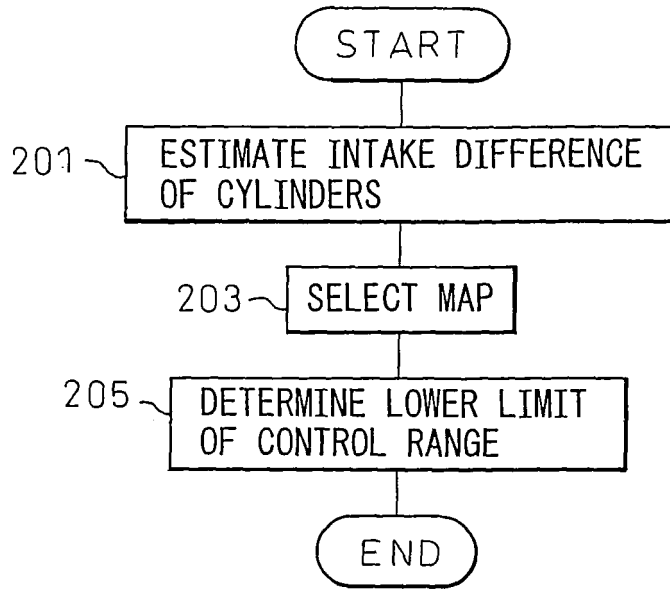 START
201
ESTIMATE INTAKE DIFFERENCE
OF CYLINDERS
203
SELECT MAP
205
DETERMINE LOWER LIMIT
OF CONTROL RANGE
END